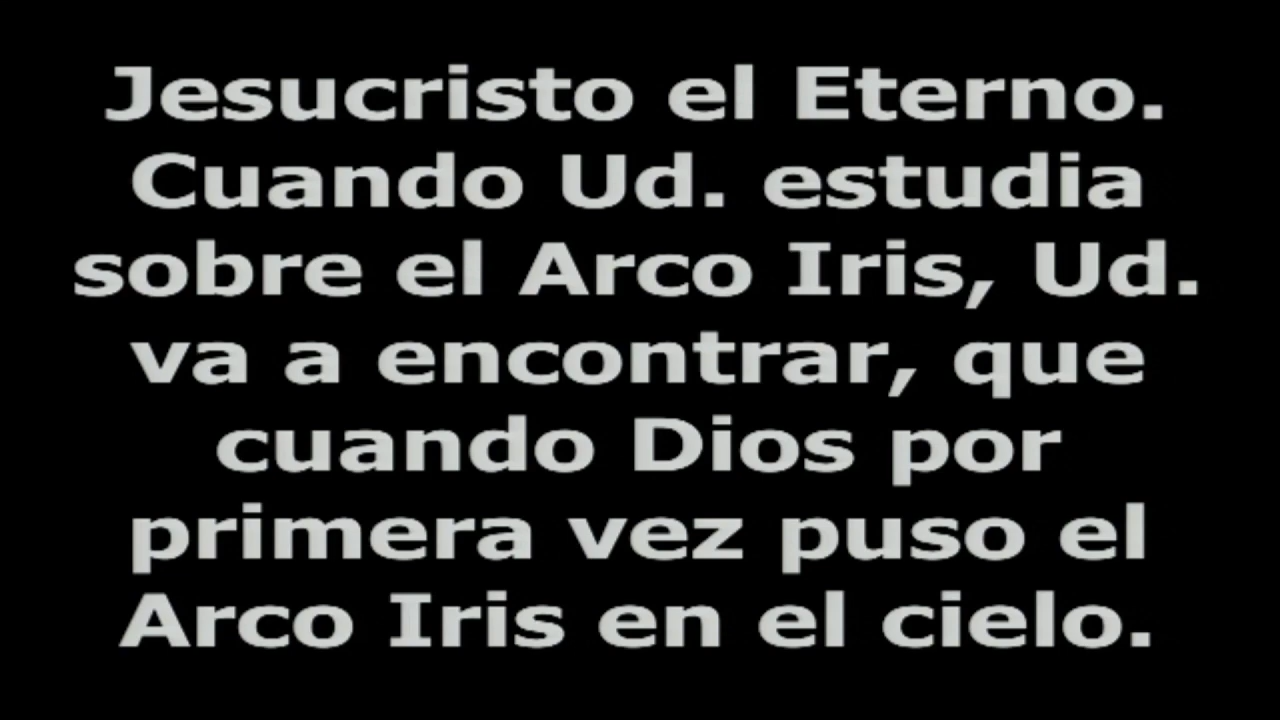 Jesucristo el Eterno.
Cuando Ud. estudia
sobre el Arco Iris, Ud.
va a encontrar, que
cuando Dios por
primera vez puso el
Arco Iris en el cielo.